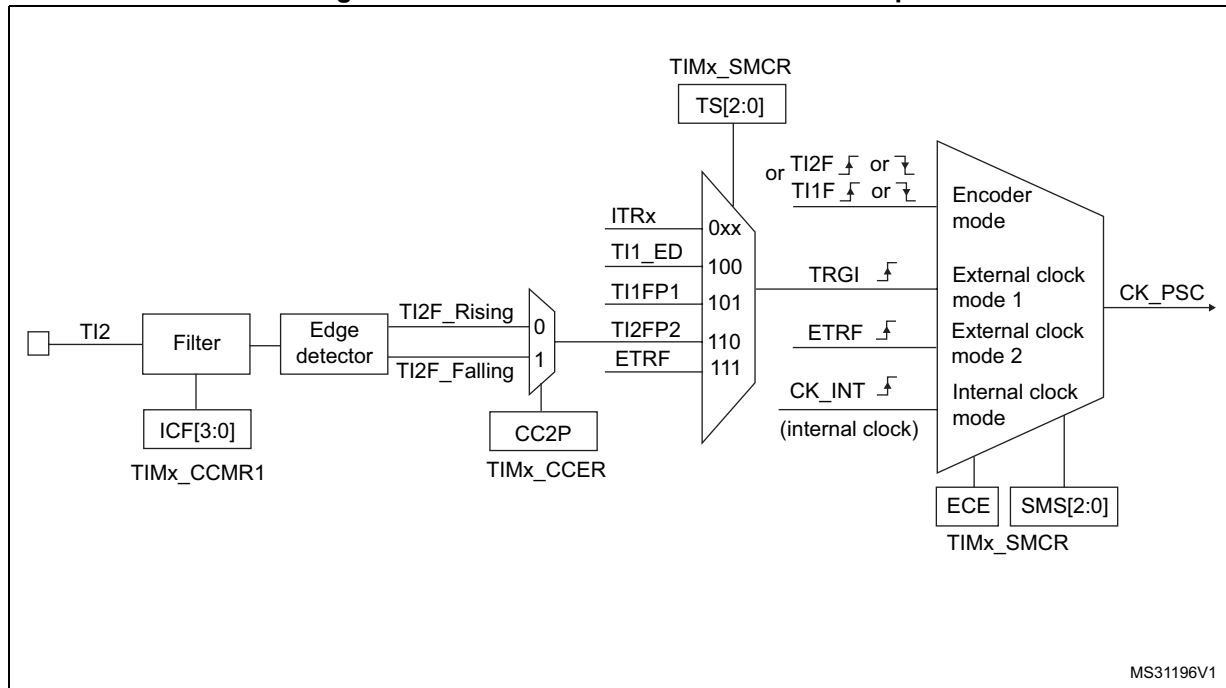 TIMx_SMCR
TS[2:0]
or TI2F or
TI1F or
Encoder
mode
ITRx
0xx
TI1_ED
100
TRGI
External clock
mode 1
CK_PSC
TI1FP1
101
TI2F_Rising
0
TI2
Filter
Edge
detector
TI2FP2
110
ETRF
External clock
mode 2
1
TI2F_Falling
ETRF
111
CK_INT
Internal clock
mode
(internal clock)
ICF[3:0]
CC2P
TIMx_CCMR1
TIMx_CCER
ECE
SMS[2:0]
TIMx_SMCR
MS31196V1